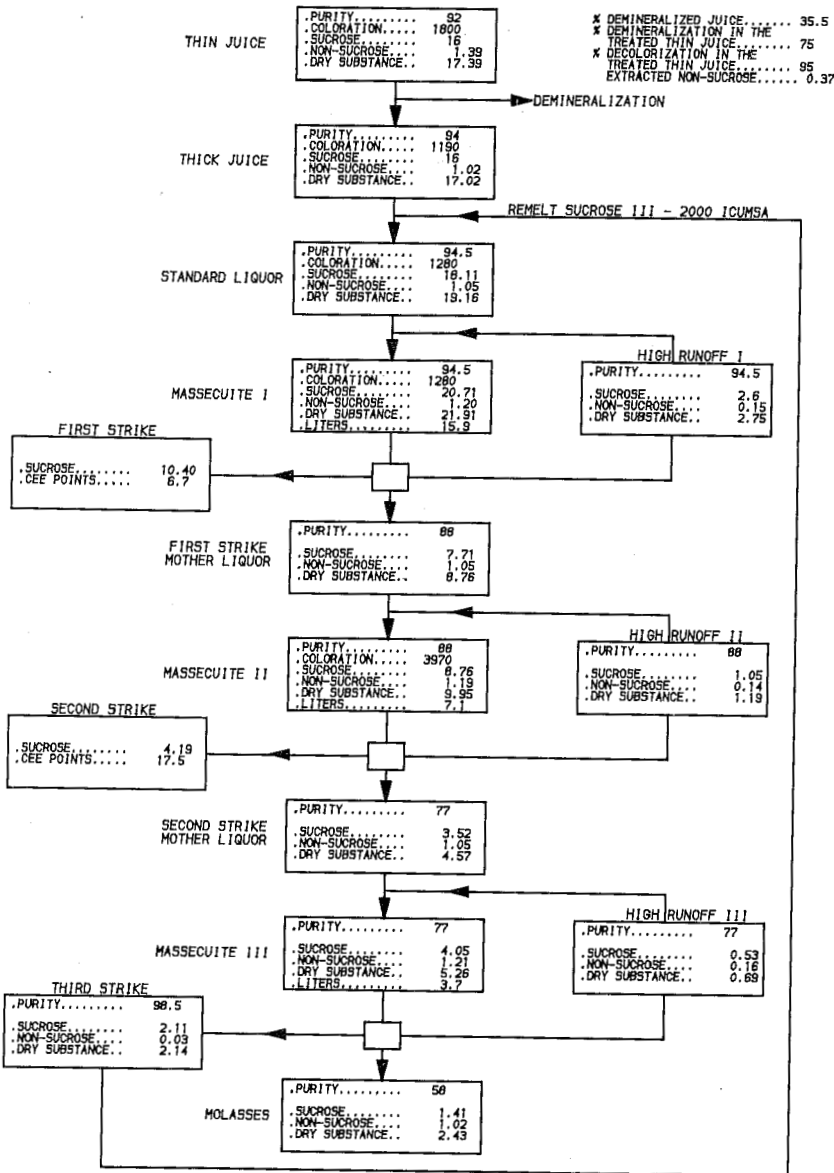 THIN JUICE
.PURITY......... 92
.COLORATION..... 1800
.SUCROSE........ 16
.NON-SUCROSE.... 1.39
.DRY SUBSTANCE.. 17.39
% DEMINERALIZED JUICE....... 35.5
% DEMINERALIZATION IN THE
TREATED THIN JUICE........ 75
% DECOLORIZATION IN THE
TREATED THIN JUICE........ 95
EXTRACTED NON-SUCROSE...... 0.37
DEMINERALIZATION
THICK JUICE
.PURITY......... 94
.COLORATION..... 1190
.SUCROSE........ 16
.NON-SUCROSE.... 1.02
.DRY SUBSTANCE.. 17.02
REMELT SUCROSE III - 2000 ICUMSA
STANDARD LIQUOR
.PURITY......... 94.5
.COLORATION..... 1280
.SUCROSE........ 18.11
.NON-SUCROSE.... 1.05
.DRY SUBSTANCE.. 19.16
MASSECUITE I
.PURITY......... 94.5
.COLORATION..... 1280
.SUCROSE........ 20.71
.NON-SUCROSE.... 1.20
.DRY SUBSTANCE.. 21.91
.LITERS......... 15.9
HIGH RUNOFF I
.PURITY......... 94.5
.SUCROSE........ 2.6
.NON-SUCROSE.... 0.15
.DRY SUBSTANCE.. 2.75
FIRST STRIKE
.SUCROSE........ 10.40
.CEE POINTS..... 6.7
FIRST STRIKE
MOTHER LIQUOR
.PURITY......... 88
.SUCROSE........ 7.71
.NON-SUCROSE.... 1.05
.DRY SUBSTANCE.. 8.76
MASSECUITE II
.PURITY......... 88
.COLORATION..... 3970
.SUCROSE........ 8.76
.NON-SUCROSE.... 1.19
.DRY SUBSTANCE.. 9.95
.LITERS......... 7.1
HIGH RUNOFF II
.PURITY......... 88
.SUCROSE........ 1.05
.NON-SUCROSE.... 0.14
.DRY SUBSTANCE.. 1.19
SECOND STRIKE
.SUCROSE........ 4.19
.CEE POINTS..... 17.5
SECOND STRIKE
MOTHER LIQUOR
.PURITY......... 77
.SUCROSE........ 3.52
.NON-SUCROSE.... 1.05
.DRY SUBSTANCE.. 4.57
MASSECUITE III
.PURITY......... 77
.SUCROSE........ 4.05
.NON-SUCROSE.... 1.21
.DRY SUBSTANCE.. 5.26
.LITERS......... 3.7
HIGH RUNOFF III
.PURITY......... 77
.SUCROSE........ 0.53
.NON-SUCROSE.... 0.16
.DRY SUBSTANCE.. 0.69
THIRD STRIKE
.PURITY......... 98.5
.SUCROSE........ 2.11
.NON-SUCROSE.... 0.03
.DRY SUBSTANCE.. 2.14
MOLASSES
.PURITY......... 58
.SUCROSE........ 1.41
.NON-SUCROSE.... 1.02
.DRY SUBSTANCE.. 2.43